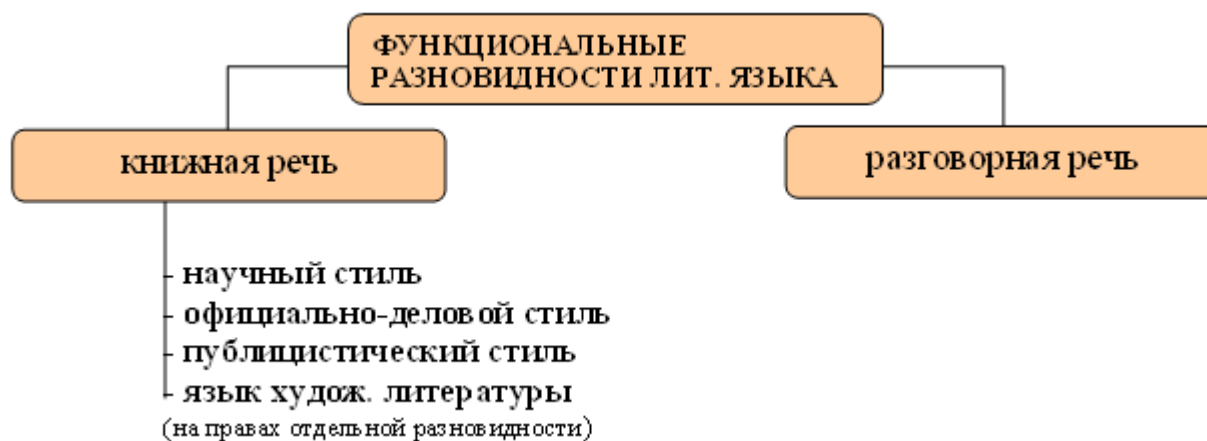 ФУНКЦИОНАЛЬНЫЕ
РАЗНОВИДНОСТИ ЛИТ. ЯЗЫКА
книжная речь
разговорная речь
- научный стиль
- официально-деловой стиль
- публицистический стиль
- язык худож. литературы
(на правах отдельной разновидности)